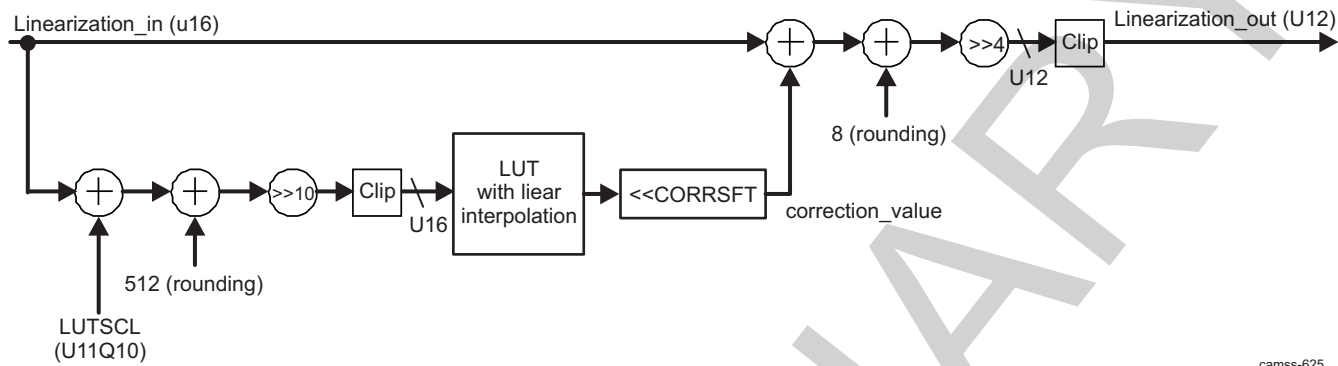 Linearization_in (u16)
Linearization_out (U12)
+
+
>>4
Clip
U12
8 (rounding)
+
+
>>10
Clip
U16
LUT
with liear
interpolation
<<CORRSFT
correction_value
512 (rounding)
LUTSCL
(U11Q10)
camss-625